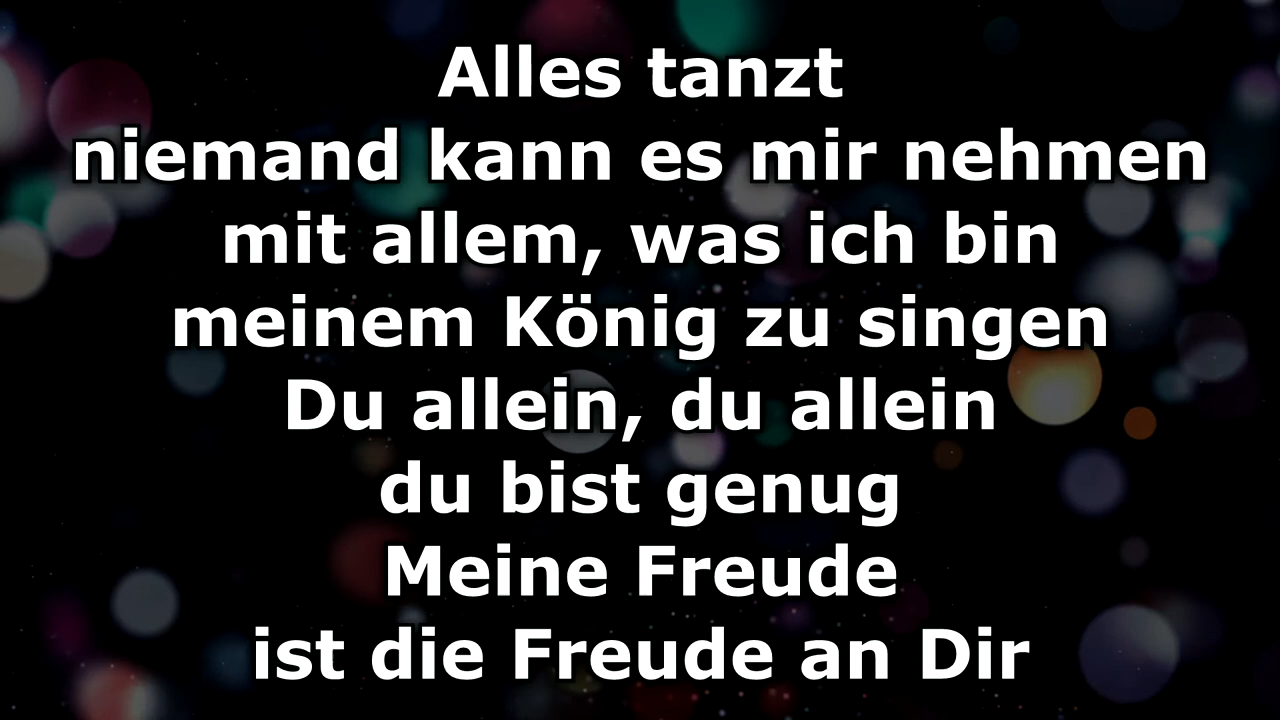 Alles tanzt
niemand kann es mir nehmen
mit allem, was ich bin
meinem König zu singen
Du allein, du allein
du bist genug
Meine Freude
ist die Freude an Dir